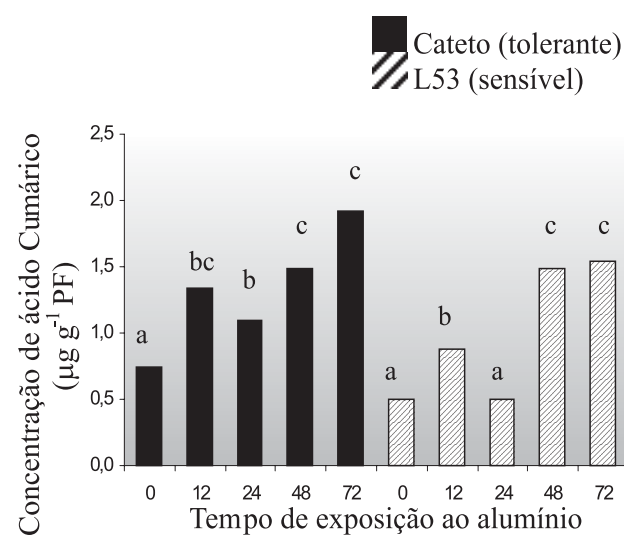 Cateto (tolerante)
L53 (sensível)
Concentração de ácido Cumárico
(µg g-1 PF)
2,5
2,0
1,5
1,0
0,5
0,0
a
bc
b
c
c
a
b
a
c
c
0 12 24 48 72 0 12 24 48 72
Tempo de exposição ao alumínio